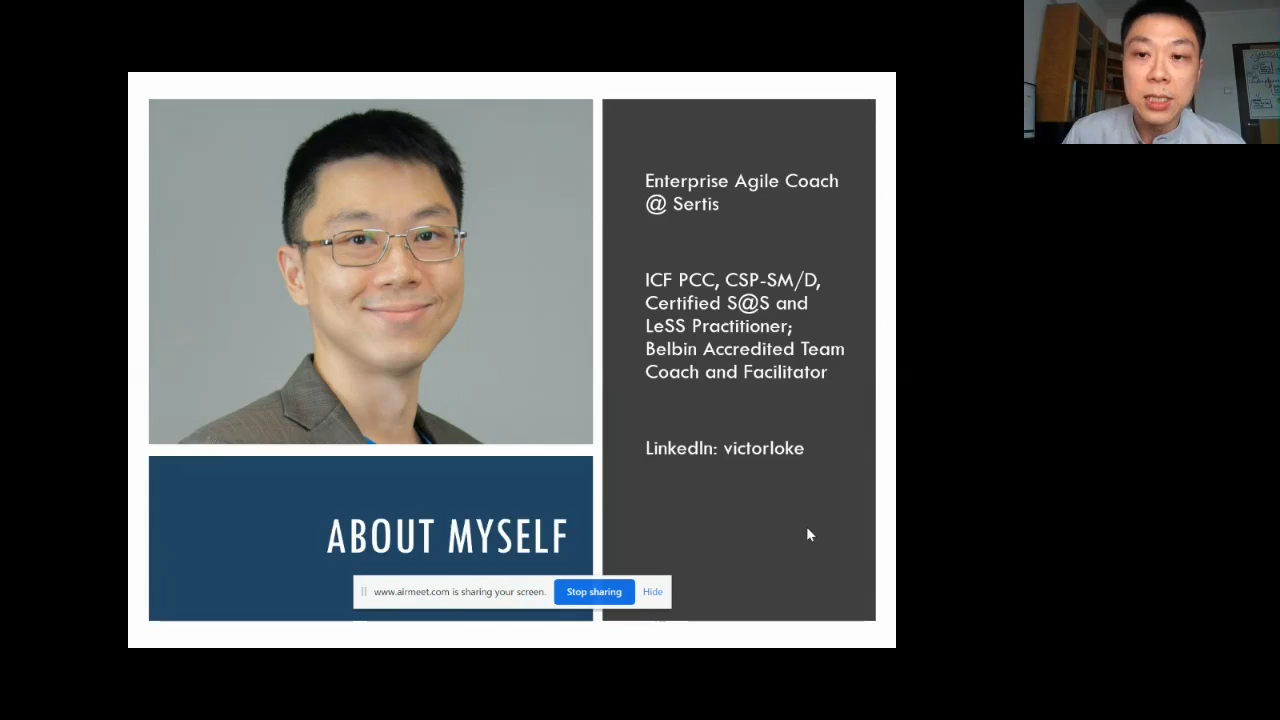 Enterprise Agile Coach
@ Sertis
ICF PCC, CSP-SM/D,
Certified S@S and
LeSS Practitioner;
Belbin Accredited Team
Coach and Facilitator
LinkedIn: victorloke
ABOUT MYSELF
www.airmeet.com is sharing your screen. Stop sharing Hide